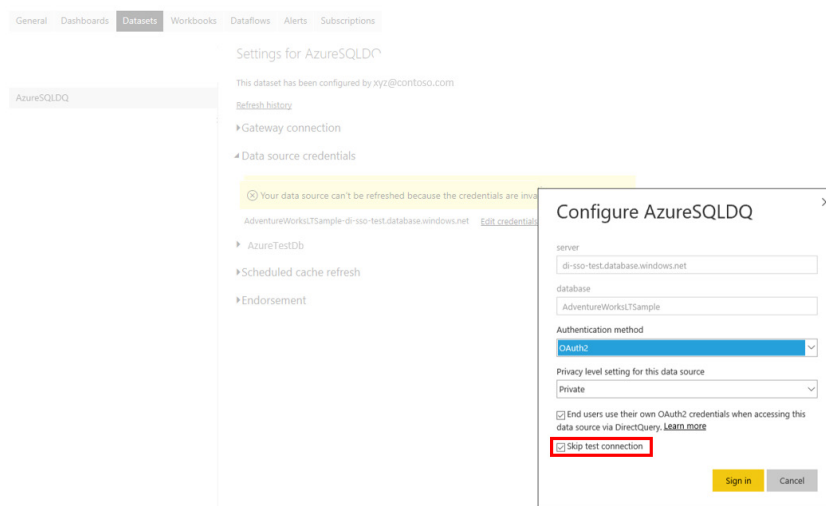 General Dashboards Datasets Workbooks Dataflows Alerts Subscriptions
Settings for AzureSQLDQ
This dataset has been configured by xyz@contoso.com
AzureSQLDQ
Refresh history
Gateway connection
Data source credentials
Your data source can't be refreshed because the credentials are inva
AdventureWorksLTSample-di-sso-test.database.windows.net Edit credentials
AzureTestDb
Scheduled cache refresh
Endorsement
Configure AzureSQLDQ
server
di-sso-test.database.windows.net
database
AdventureWorksLTSample
Authentication method
OAuth2
Privacy level setting for this data source
Private
End users use their own OAuth2 credentials when accessing this
data source via DirectQuery. Learn more
Skip test connection
Sign in Cancel